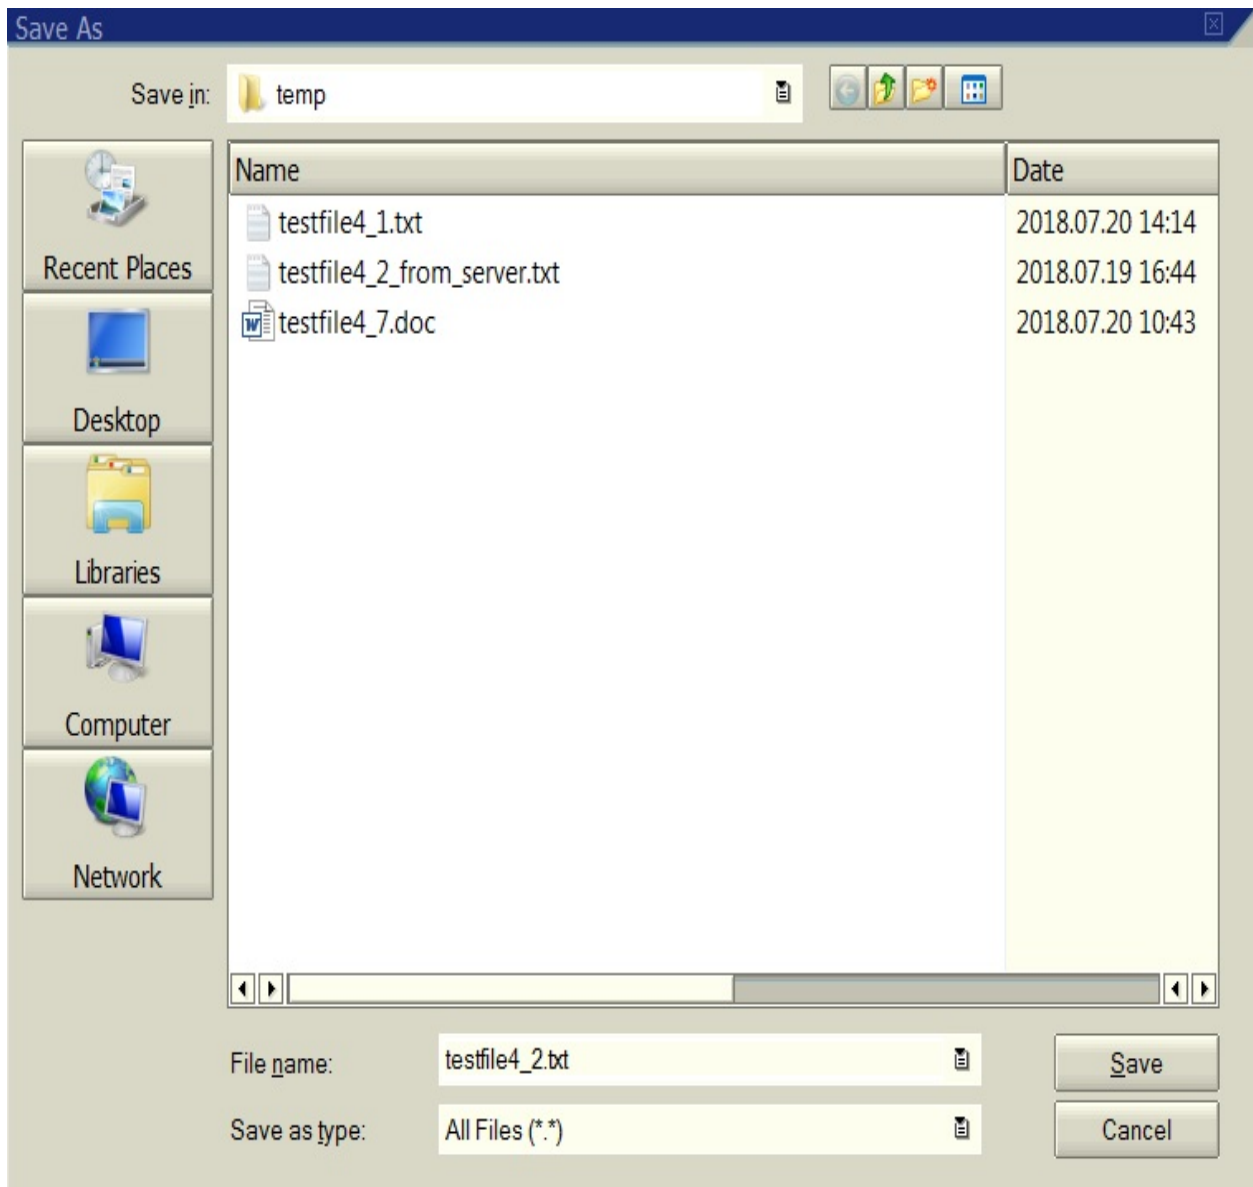 Save As
Save in: temp
Name Date
testfile4_1.txt 2018.07.20 14:14
testfile4_2_from_server.txt 2018.07.19 16:44
testfile4_7.doc 2018.07.20 10:43
Recent Places
Desktop
Libraries
Computer
Network
File name: testfile4_2.txt Save
Save as type: All Files (*.*) Cancel